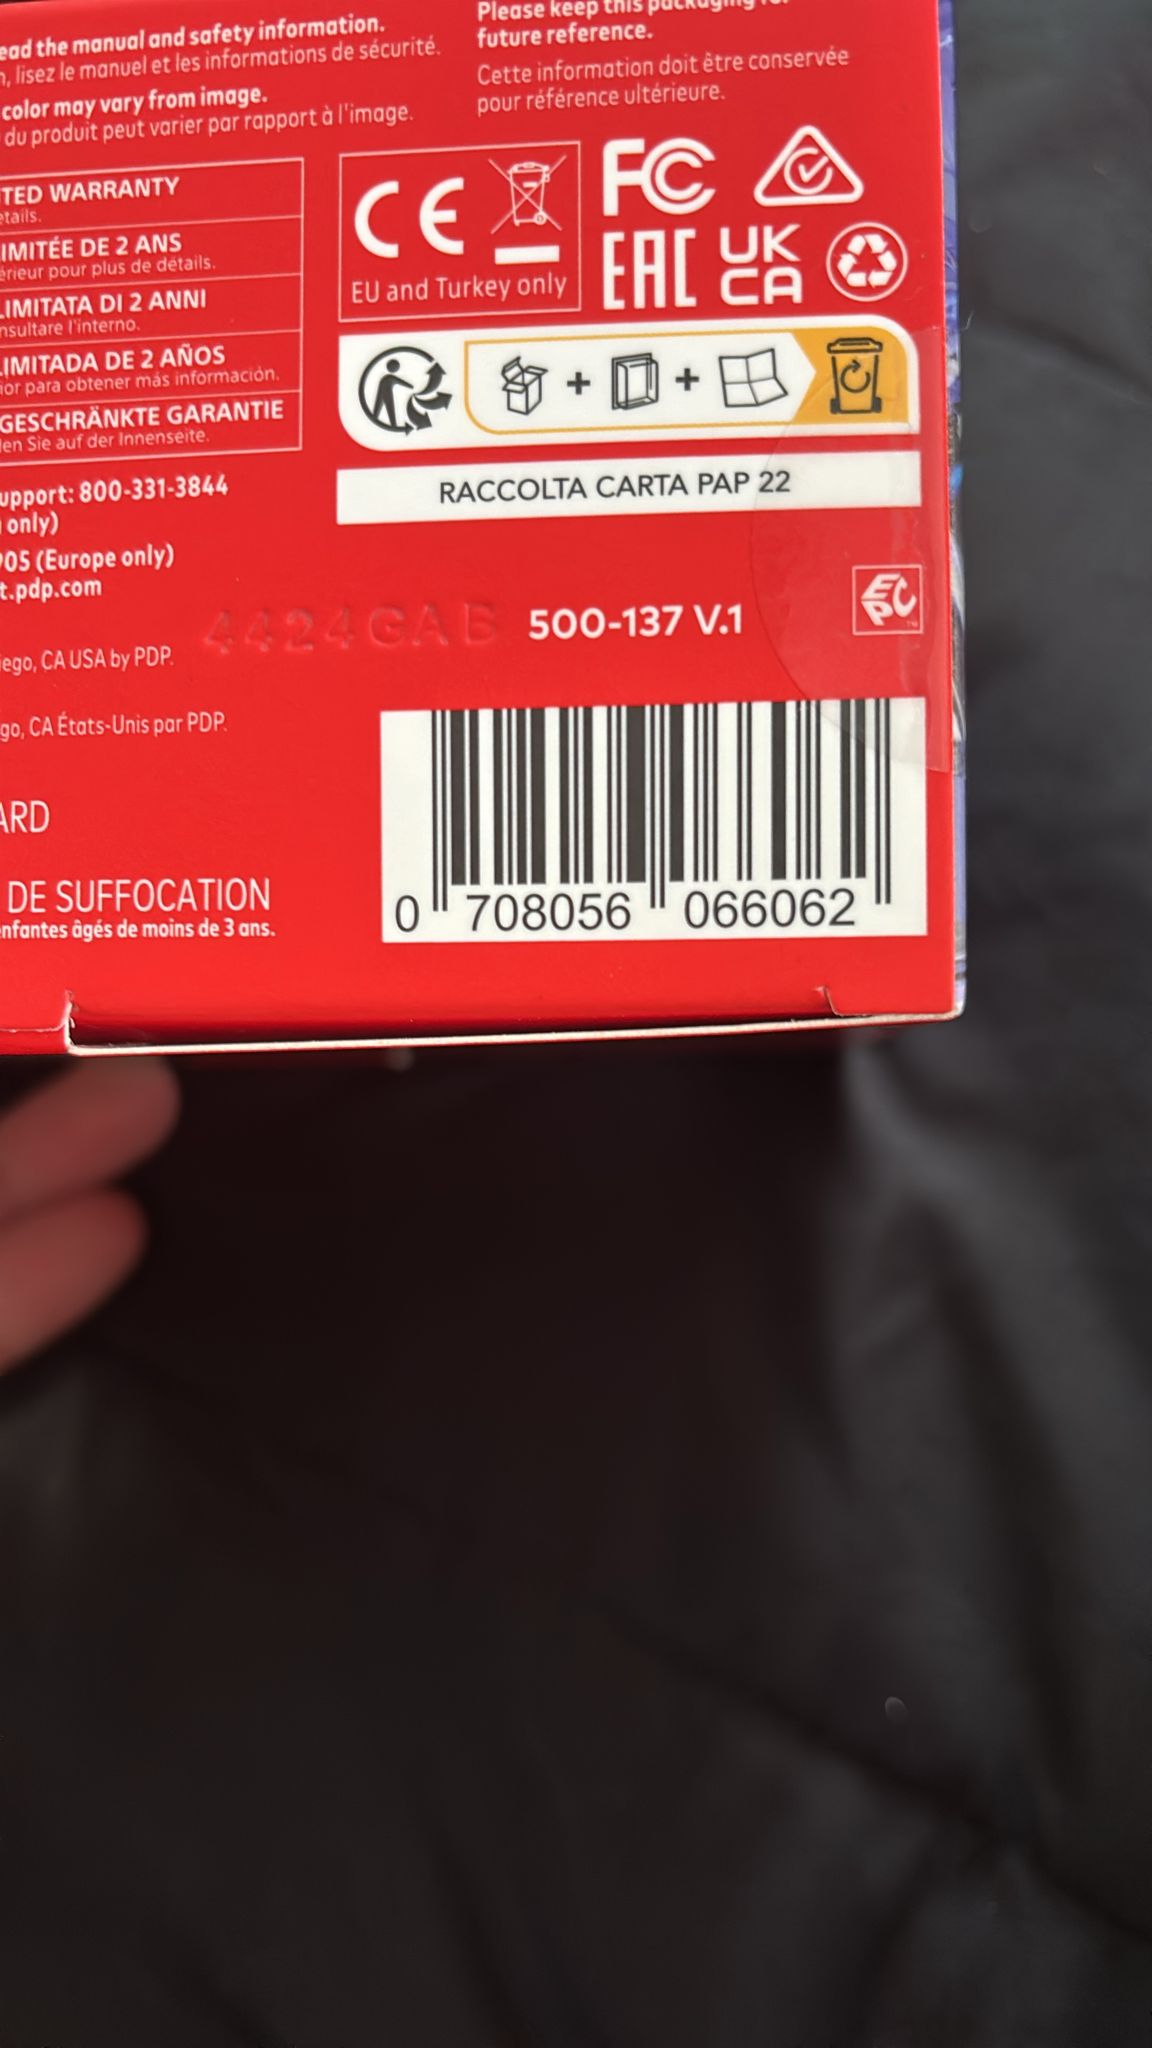 ead the manual and safety information.
n, lisez le manuel et les informations de sécurité.
color may vary from image.
du produit peut varier par rapport à l'image.
Please keep this packaging for
future reference.
Cette information doit être conservée
pour référence ultérieure.
TED WARRANTY
etails.
IMITÉE DE 2 ANS
érieur pour plus de détails.
LIMITATA DI 2 ANNI
nsultare l'interno.
LIMITADA DE 2 AÑOS
ior para obtener más información.
GESCHRÄNKTE GARANTIE
en Sie auf der Innenseite.
CE
EU and Turkey only
FC
EAC
UK
CA
RACCOLTA CARTA PAP 22
upport: 800-331-3844
only)
905 (Europe only)
t.pdp.com
4424GAB
500-137 V.1
EPC
iego, CA USA by PDP.
go, CA États-Unis par PDP.
ARD
DE SUFFOCATION
enfantes âgés de moins de 3 ans.
0 708056 066062